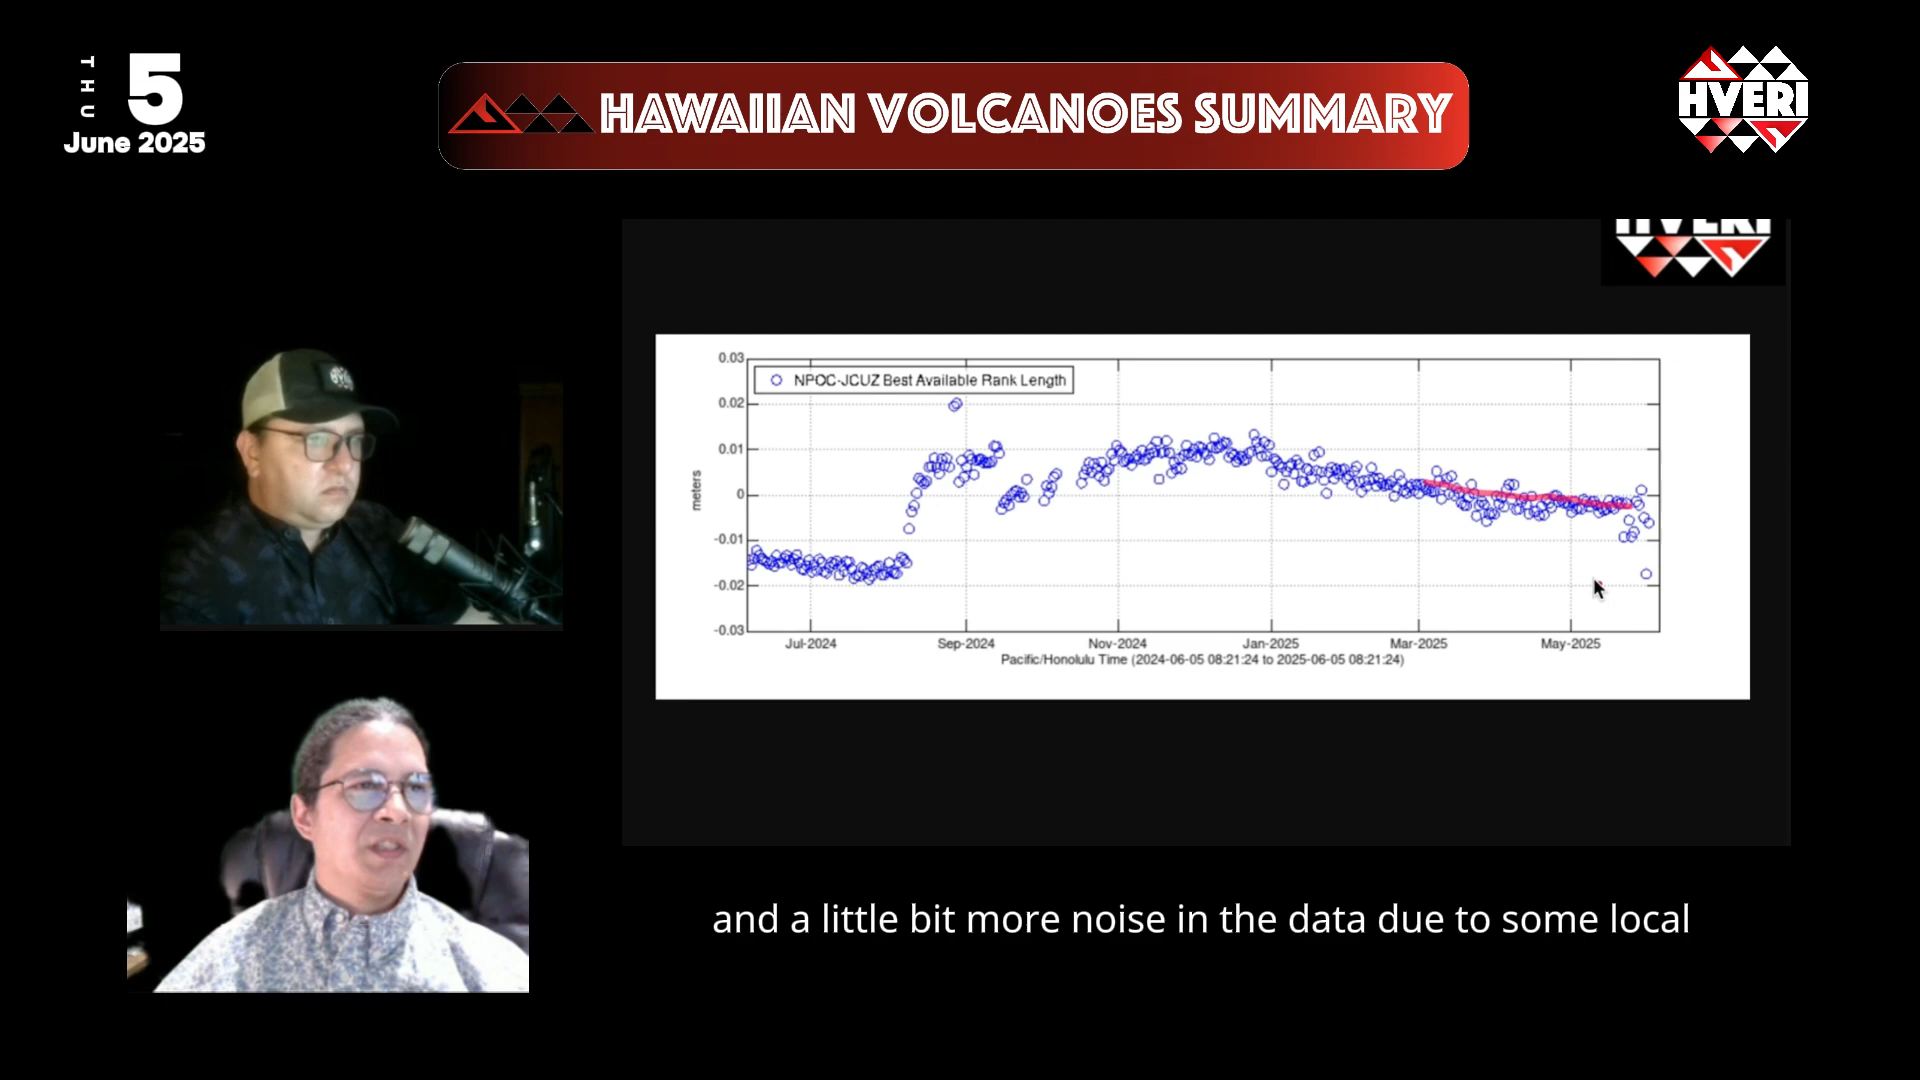 THU
5
June 2025
HAWAIIAN VOLCANOES SUMMARY
HVERI
HVERI
0.03
0.02
0.01
0
-0.01
-0.02
-0.03
meters
NPOC-JCUZ Best Available Rank Length
Jul-2024 Sep-2024 Nov-2024 Jan-2025 Mar-2025 May-2025
Pacific/Honolulu Time (2024-06-05 08:21:24 to 2025-06-05 08:21:24)
and a little bit more noise in the data due to some local